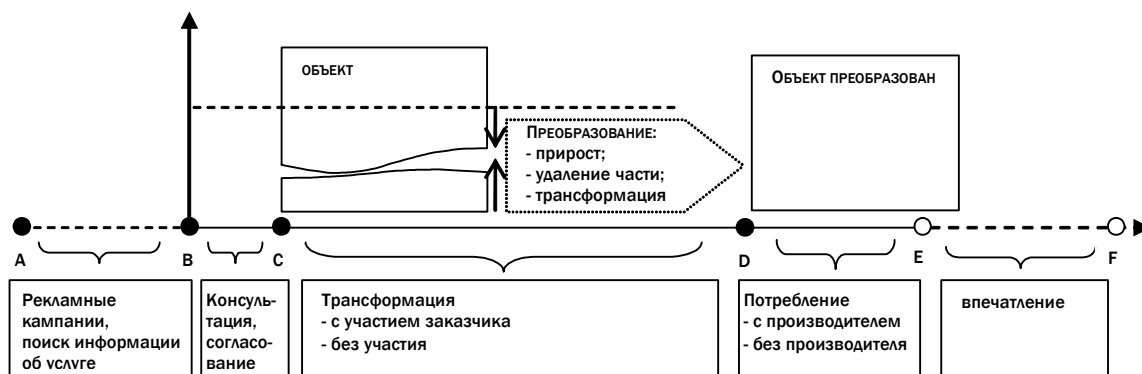 ОБЪЕКТ
ОБЪЕКТ ПРЕОБРАЗОВАН
ПРЕОБРАЗОВАНИЕ:
- прирост;
- удаление части;
- трансформация
A
B
C
D
E
F
Рекламные
кампании,
поиск информации
об услуге
Консуль-
тация,
согласо-
вание
Трансформация
- с участием заказчика
- без участия
Потребление
- с производителем
- без производителя
впечатление